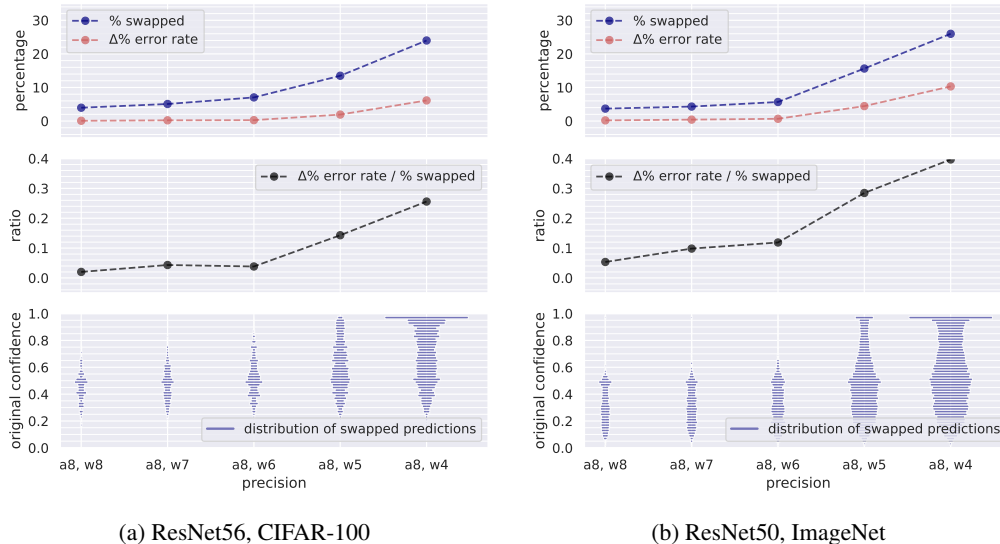 % swapped
Δ% error rate
30
20
10
0
percentage
Δ% error rate / % swapped
0.4
0.3
0.2
0.1
0.0
ratio
1.0
0.8
0.6
0.4
0.2
0.0
original confidence
distribution of swapped predictions
a8, w8 a8, w7 a8, w6 a8, w5 a8, w4
precision
(a) ResNet56, CIFAR-100
% swapped
Δ% error rate
30
20
10
0
percentage
Δ% error rate / % swapped
0.4
0.3
0.2
0.1
0.0
ratio
1.0
0.8
0.6
0.4
0.2
0.0
original confidence
distribution of swapped predictions
a8, w8 a8, w7 a8, w6 a8, w5 a8, w4
precision
(b) ResNet50, ImageNet